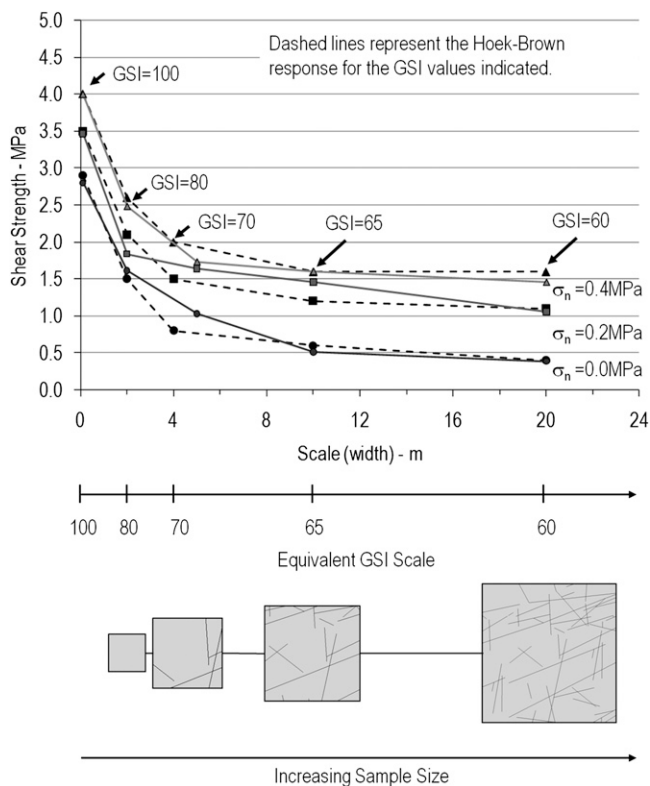 5.0
Dashed lines represent the Hoek-Brown
response for the GSI values indicated.
4.5
GSI=100
4.0
3.5
3.0
GSI=80
2.5
GSI=70
GSI=65
GSI=60
2.0
1.5
σn=0.4MPa
1.0
σn=0.2MPa
0.5
σn=0.0MPa
0.0
Shear Strength - MPa
0 4 8 12 16 20 24
Scale (width) - m
100 80 70 65 60
Equivalent GSI Scale
Increasing Sample Size